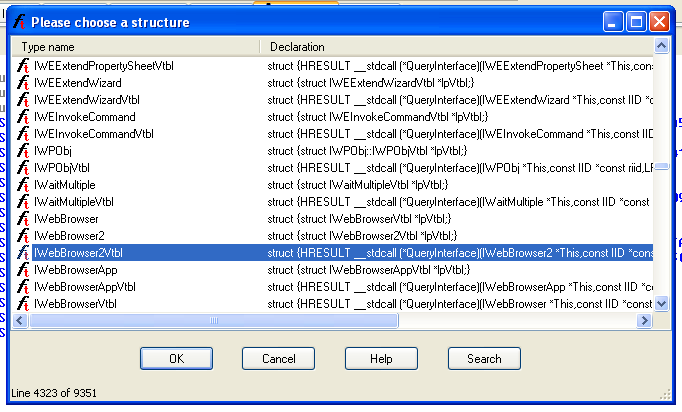 Please choose a structure
Type name Declaration
IWEExtendPropertySheetVtbl struct {HRESULT __stdcall (*QueryInterface)(IWEExtendPropertySheet *This,cons
IWEExtendWizard struct {struct IWEExtendWizardVtbl *lpVtbl;}
IWEExtendWizardVtbl struct {HRESULT __stdcall (*QueryInterface)(IWEExtendWizard *This,const IID *c
IWEInvokeCommand struct {struct IWEInvokeCommandVtbl *lpVtbl;}
IWEInvokeCommandVtbl struct {HRESULT __stdcall (*QueryInterface)(IWEInvokeCommand *This,const IID
IWPObj struct {struct IWPObj::IWPObjVtbl *lpVtbl;}
IWPObjVtbl struct {HRESULT __stdcall (*QueryInterface)(IWPObj *This,const IID *const riid,LP
IWaitMultiple struct {struct IWaitMultipleVtbl *lpVtbl;}
IWaitMultipleVtbl struct {HRESULT __stdcall (*QueryInterface)(IWaitMultiple *This,const IID *const
IWebBrowser struct {struct IWebBrowserVtbl *lpVtbl;}
IWebBrowser2 struct {struct IWebBrowser2Vtbl *lpVtbl;}
IWebBrowser2Vtbl struct {HRESULT __stdcall (*QueryInterface)(IWebBrowser2 *This,const IID *cons
IWebBrowserApp struct {struct IWebBrowserAppVtbl *lpVtbl;}
IWebBrowserAppVtbl struct {HRESULT __stdcall (*QueryInterface)(IWebBrowserApp *This,const IID *c
IWebBrowserVtbl struct {HRESULT __stdcall (*QueryInterface)(IWebBrowser *This,const IID *const
OK Cancel Help Search
Line 4323 of 9351